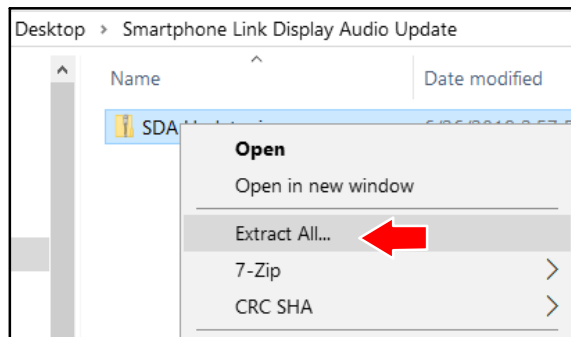 Desktop > Smartphone Link Display Audio Update
Name Date modified
SDA
Open
Open in new window
Extract All...
7-Zip
CRC SHA